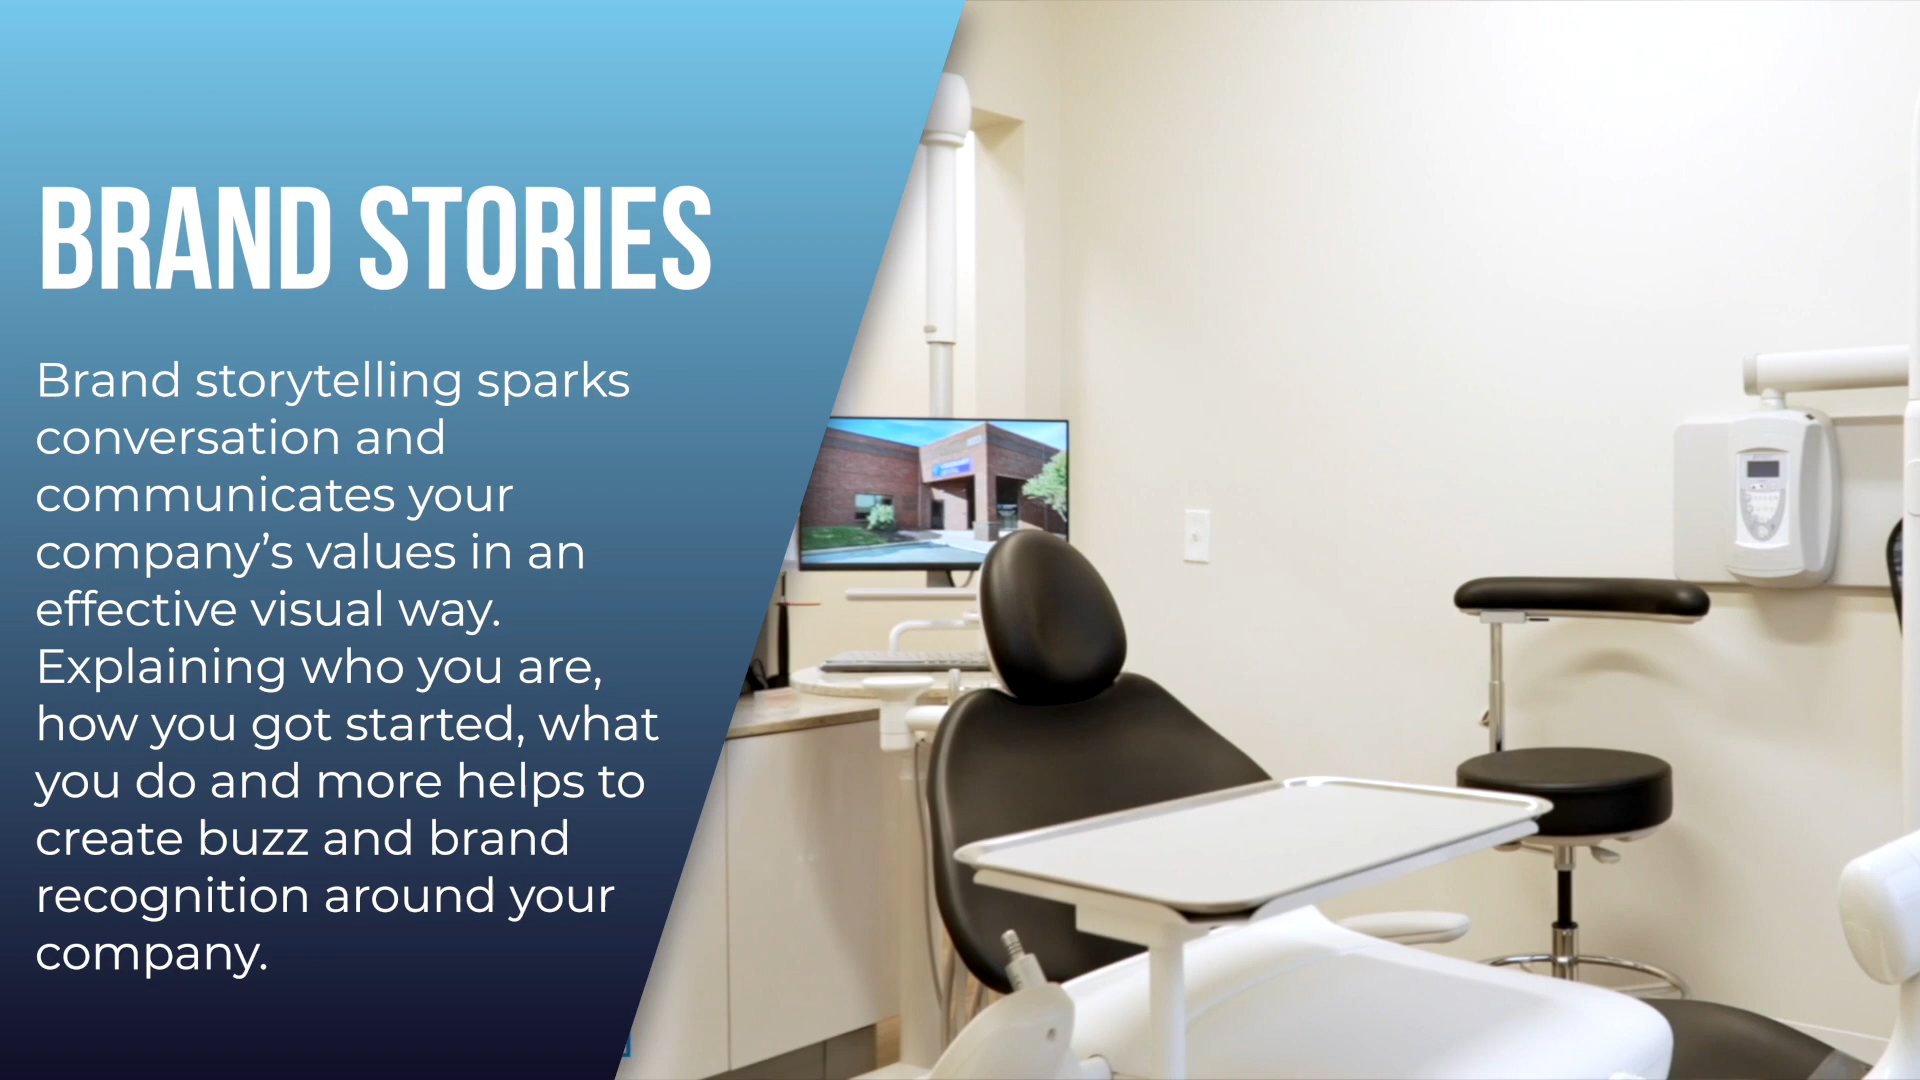 BRAND STORIES
Brand storytelling sparks
conversation and
communicates your
company’s values in an
effective visual way.
Explaining who you are,
how you got started, what
you do and more helps to
create buzz and brand
recognition around your
company.